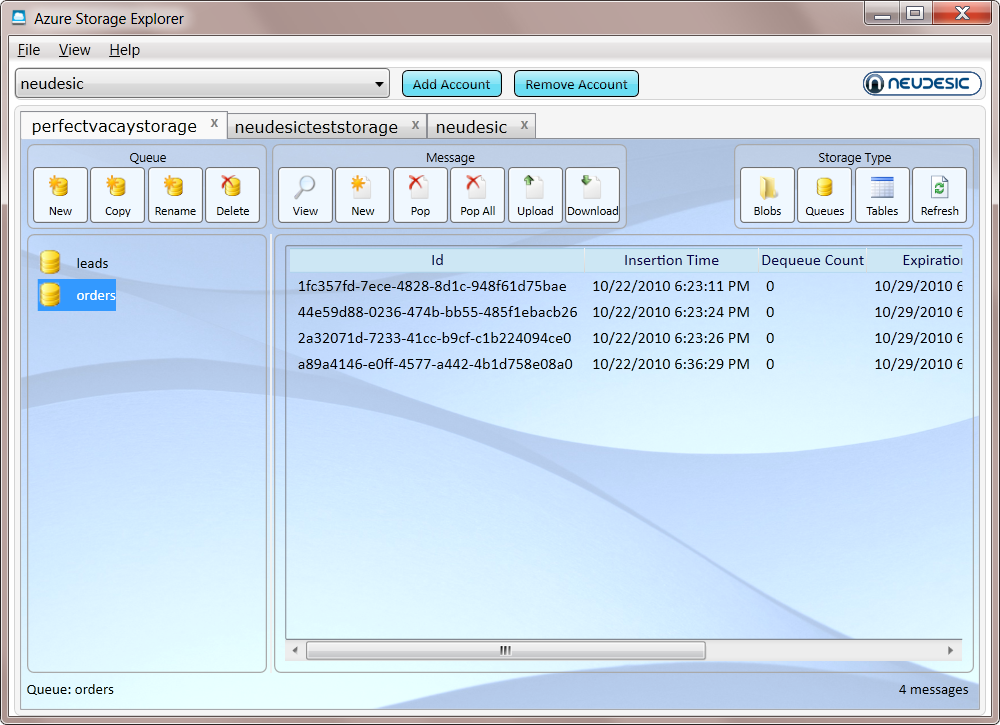 Azure Storage Explorer
File View Help
neudesic Add Account Remove Account NEUDESIC
perfectvacaystorage x neudesicteststorage x neudesic x
Queue Message Storage Type
New Copy Rename Delete View New Pop Pop All Upload Download Blobs Queues Tables Refresh
leads
orders
Id Insertion Time Dequeue Count Expiration
1fc357fd-7ece-4828-8d1c-948f61d75bae 10/22/2010 6:23:11 PM 0 10/29/2010 6
44e59d88-0236-474b-bb55-485f1ebacb26 10/22/2010 6:23:24 PM 0 10/29/2010 6
2a32071d-7233-41cc-b9cf-c1b224094ce0 10/22/2010 6:23:26 PM 0 10/29/2010 6
a89a4146-e0ff-4577-a442-4b1d758e08a0 10/22/2010 6:36:29 PM 0 10/29/2010 6
Queue: orders 4 messages